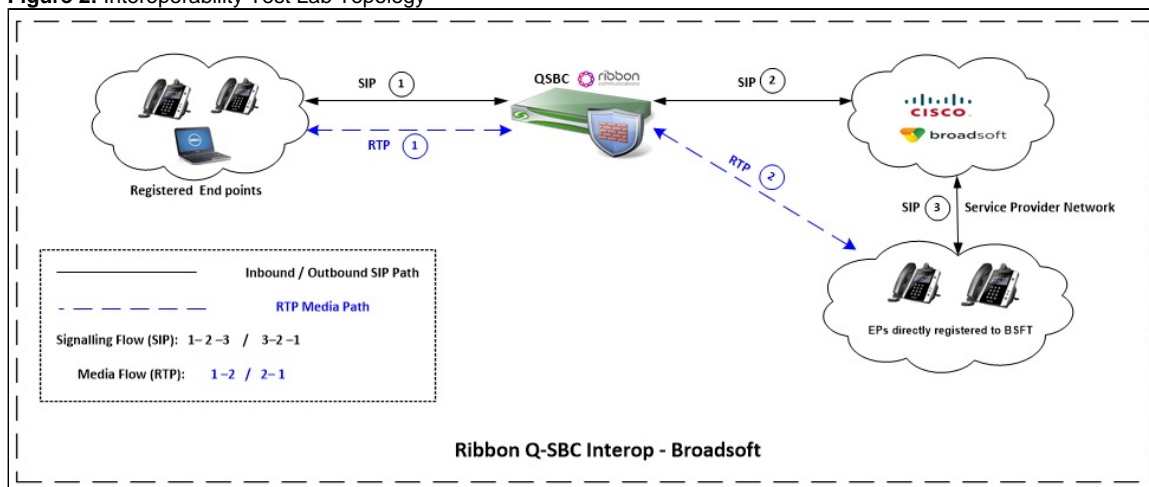 Figure 2: Interoperability Test Lab Topology
SIP 1
QSBC ribbon communications
SIP 2
RTP 1
CISCO
broadsoft
Registered End points
RTP 2
SIP 3 Service Provider Network
Inbound / Outbound SIP Path
RTP Media Path
Signalling Flow (SIP): 1– 2 –3 / 3–2 –1
Media Flow (RTP): 1 –2 / 2– 1
EPs directly registered to BSFT
Ribbon Q-SBC Interop - Broadsoft